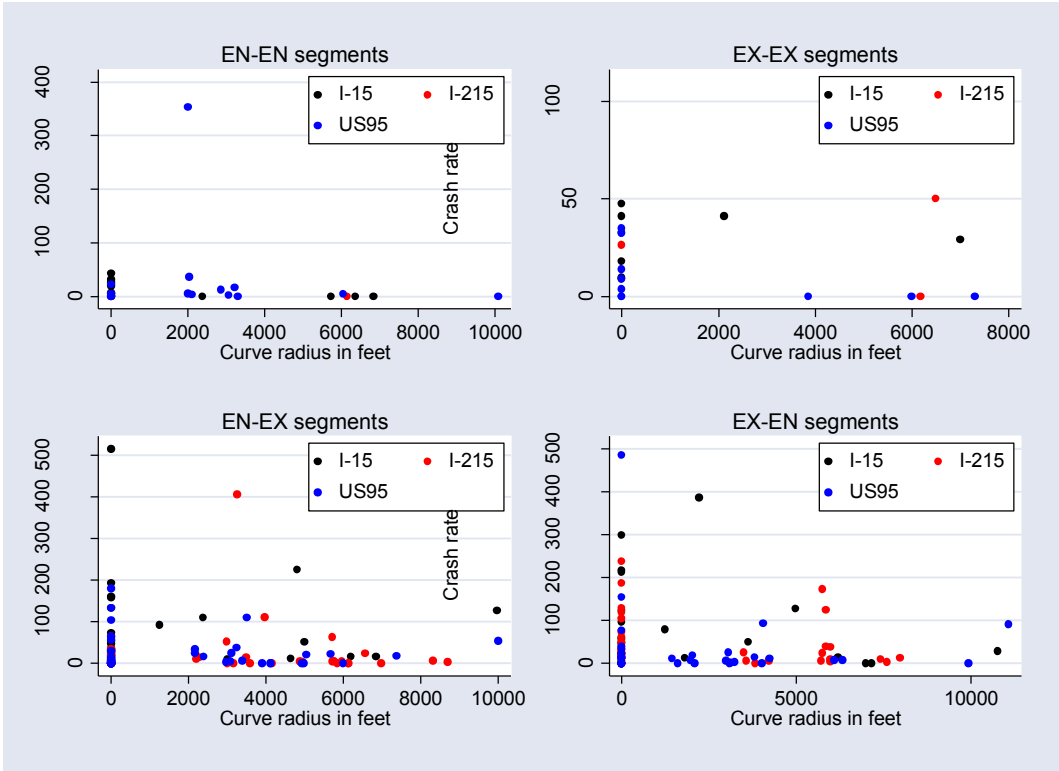 EN-EN segments
I-15 I-215
US95
400
300
200
100
0
Crash rate
0 2000 4000 6000 8000 10000
Curve radius in feet
EX-EX segments
I-15 I-215
US95
100
50
0
0 2000 4000 6000 8000
Curve radius in feet
EN-EX segments
I-15 I-215
US95
500
400
300
200
100
0
Crash rate
0 2000 4000 6000 8000 10000
Curve radius in feet
EX-EN segments
I-15 I-215
US95
500
400
300
200
100
0
0 5000 10000
Curve radius in feet